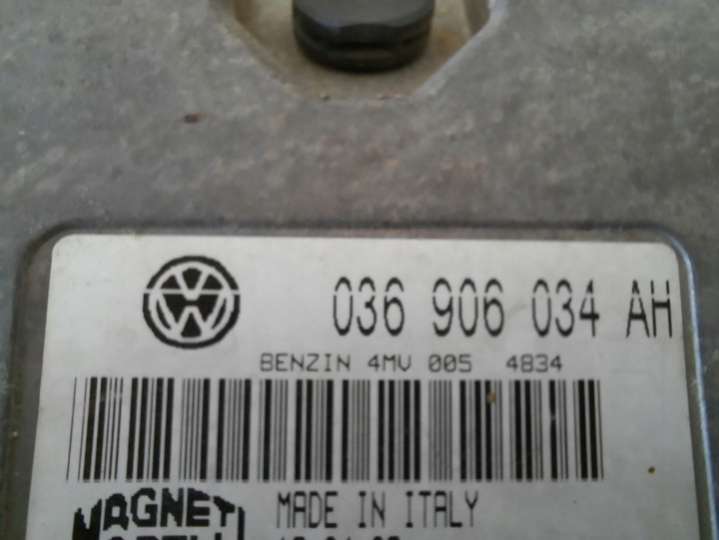 036 906 034 AH
BENZIN 4MV 005 4834
MAGNETI
MADE IN ITALY